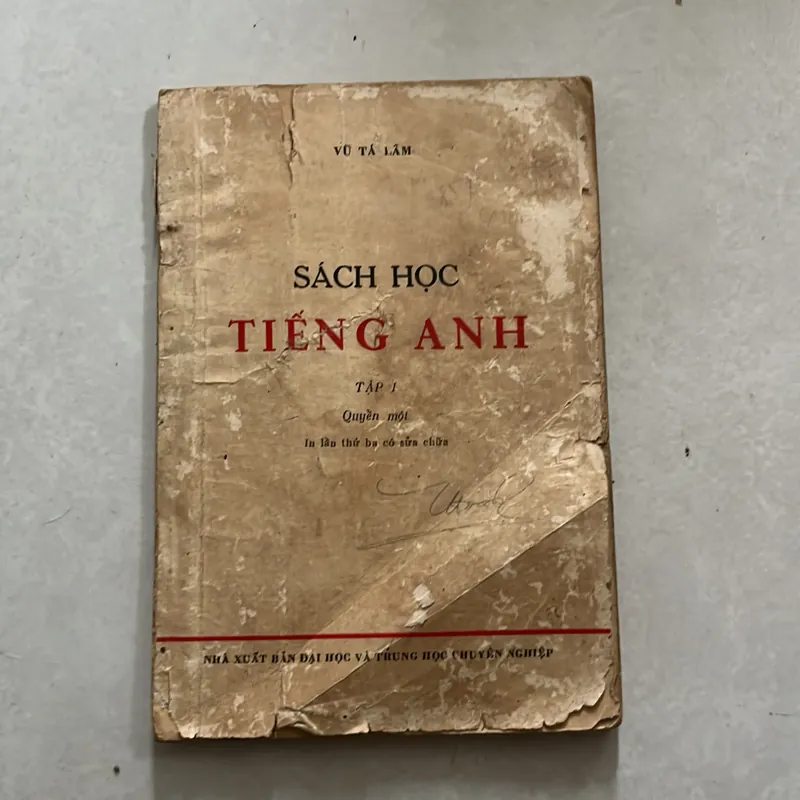 VŨ TÁ LÂM
SÁCH HỌC
TIẾNG ANH
TẬP I
Quyển một
In lần thứ ba có sửa chữa
NHÀ XUẤT BẢN ĐẠI HỌC VÀ TRUNG HỌC CHUYÊN NGHIỆP